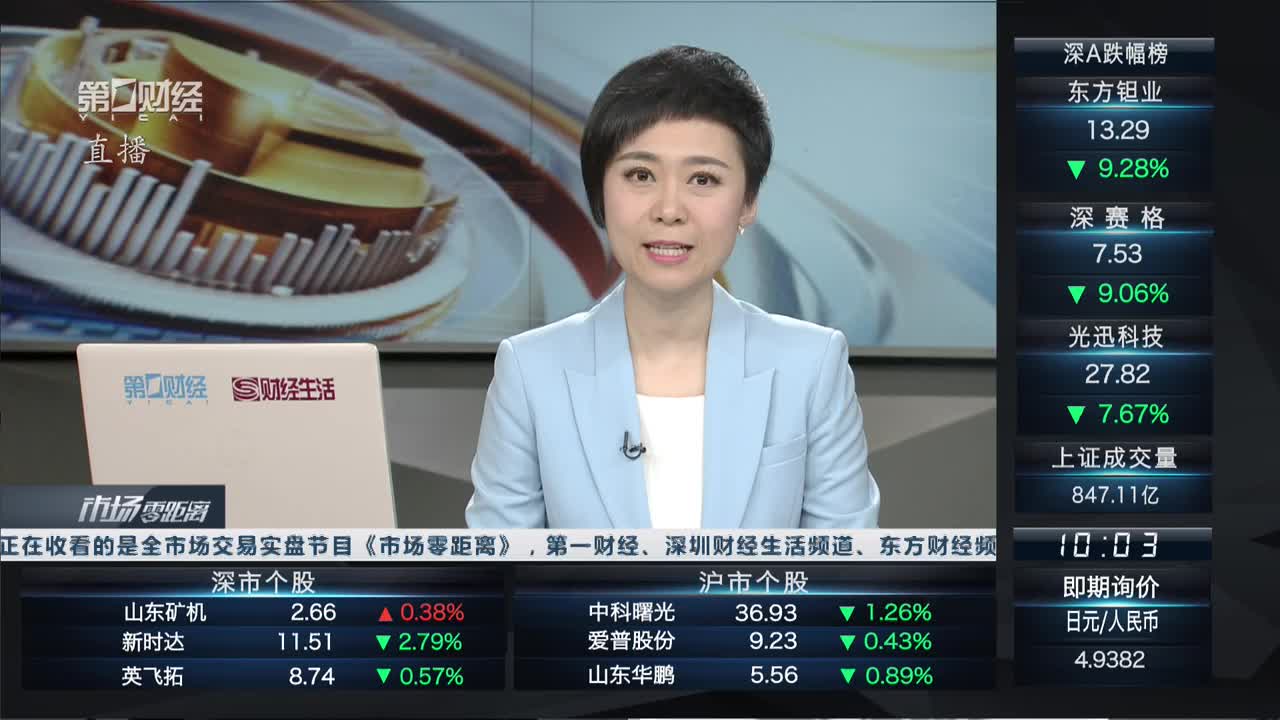 第一财经
YICAI
直播
第一财经
YICAI
财经生活
市场零距离
正在收看的是全市场交易实盘节目《市场零距离》，第一财经、深圳财经生活频道、东方财经频
深市个股
山东矿机 2.66 ▲ 0.38%
新时达 11.51 ▼ 2.79%
英飞拓 8.74 ▼ 0.57%
沪市个股
中科曙光 36.93 ▼ 1.26%
爱普股份 9.23 ▼ 0.43%
山东华鹏 5.56 ▼ 0.89%
深A跌幅榜
东方钽业
13.29
▼ 9.28%
深赛格
7.53
▼ 9.06%
光迅科技
27.82
▼ 7.67%
上证成交量
847.11亿
10:03
即期询价
日元/人民币
4.9382